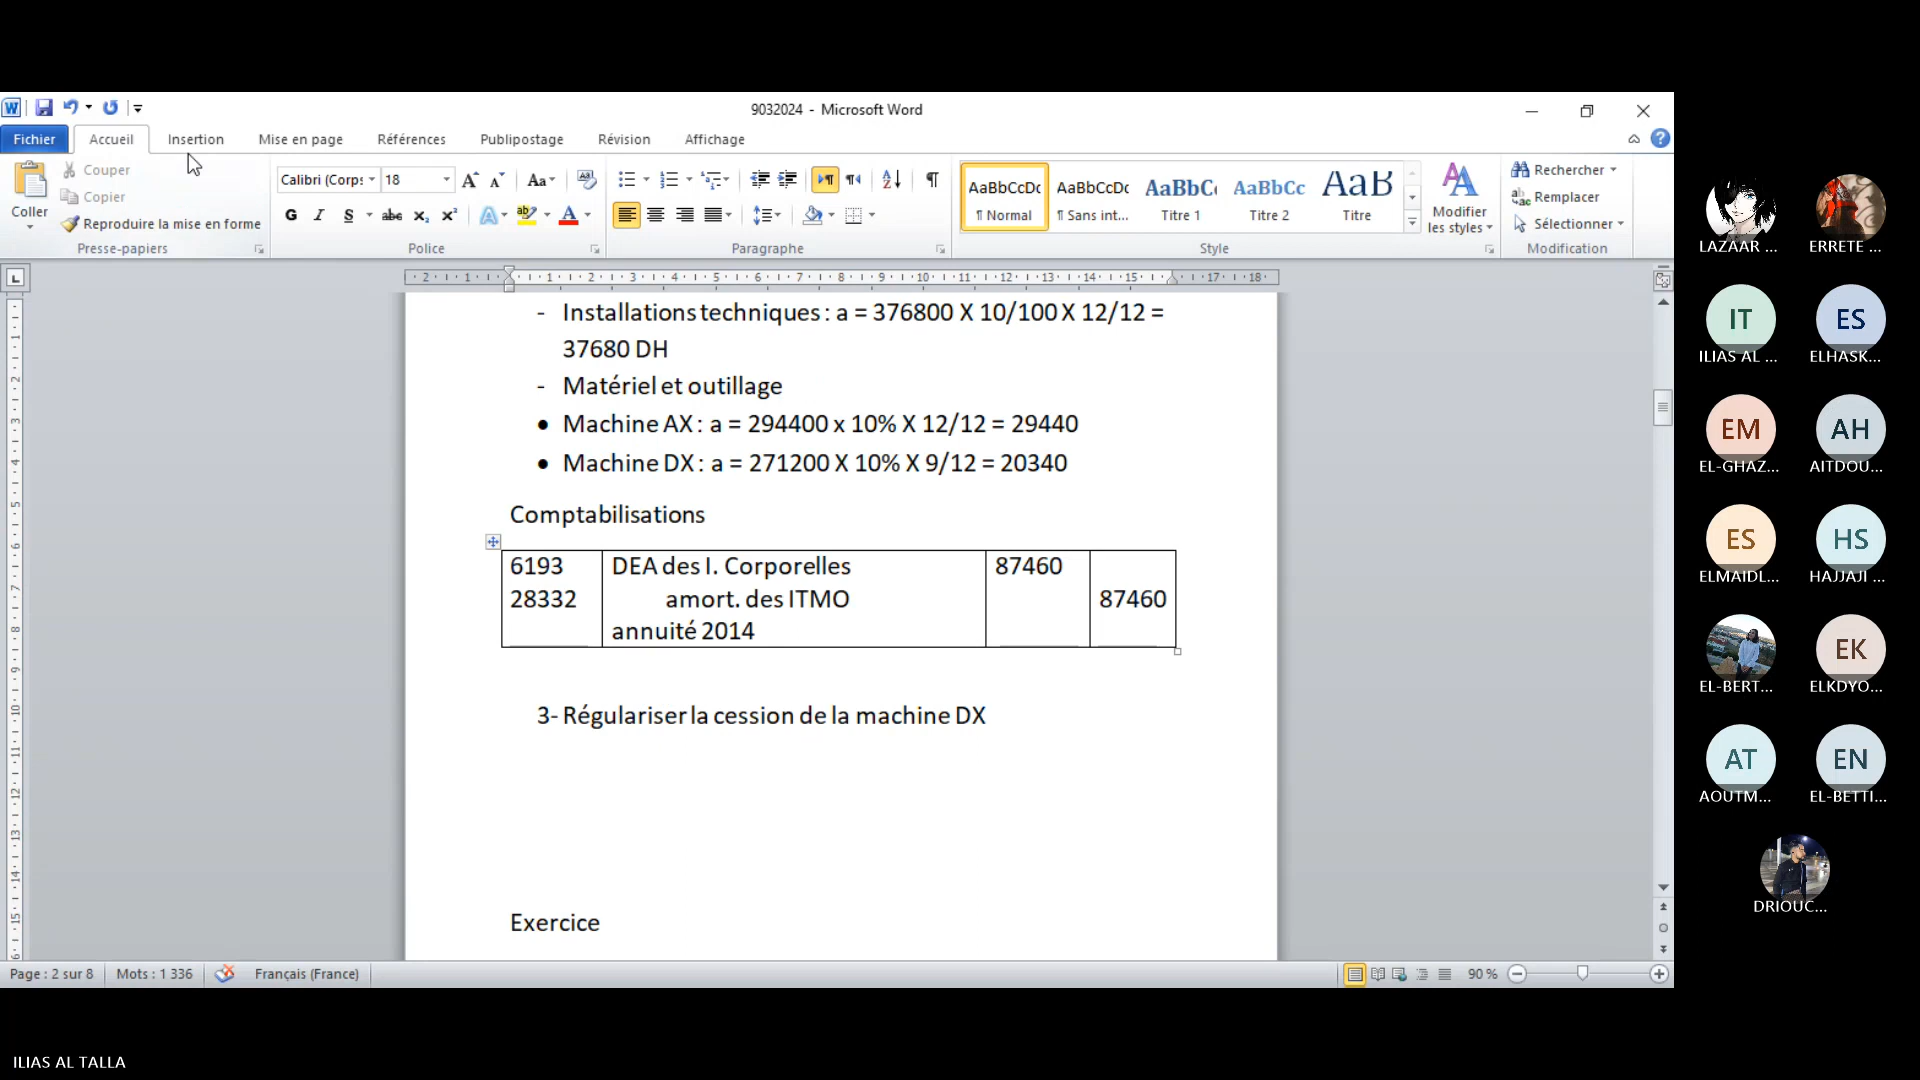 9032024 - Microsoft Word
Fichier Accueil Insertion Mise en page Références Publipostage Révision Affichage
Coller
Couper
Copier
Reproduire la mise en forme
Presse-papiers
Calibri (Corps 18
Aa
G I S abc x₂ x²
Police
Paragraphe
AaBbCcDc AaBbCcDc AaBbC AaBbCc AaB
¶ Normal ¶ Sans int... Titre 1 Titre 2 Titre
Modifier
les styles
Style
Rechercher
Remplacer
Sélectionner
Modification
- Installations techniques : a = 376800 X 10/100 X 12/12 =
37680 DH
- Matériel et outillage
• Machine AX : a = 294400 x 10% X 12/12 = 29440
• Machine DX : a = 271200 X 10% X 9/12 = 20340
Comptabilisations
6193 DEA des I. Corporelles 87460
28332 amort. des ITMO 87460
annuité 2014
3- Régulariser la cession de la machine DX
Exercice
Page : 2 sur 8 Mots : 1 336 Français (France) 90 %
LAZAAR ... ERRETE ...
IT ES
ILIAS AL ... ELHASK...
EM AH
EL-GHAZ... AITDOU...
ES HS
ELMAIDL... HAJJAJI ...
EK
EL-BERT... ELKDYO...
AT EN
AOUTM... EL-BETTI...
DRIOUC...
ILIAS AL TALLA